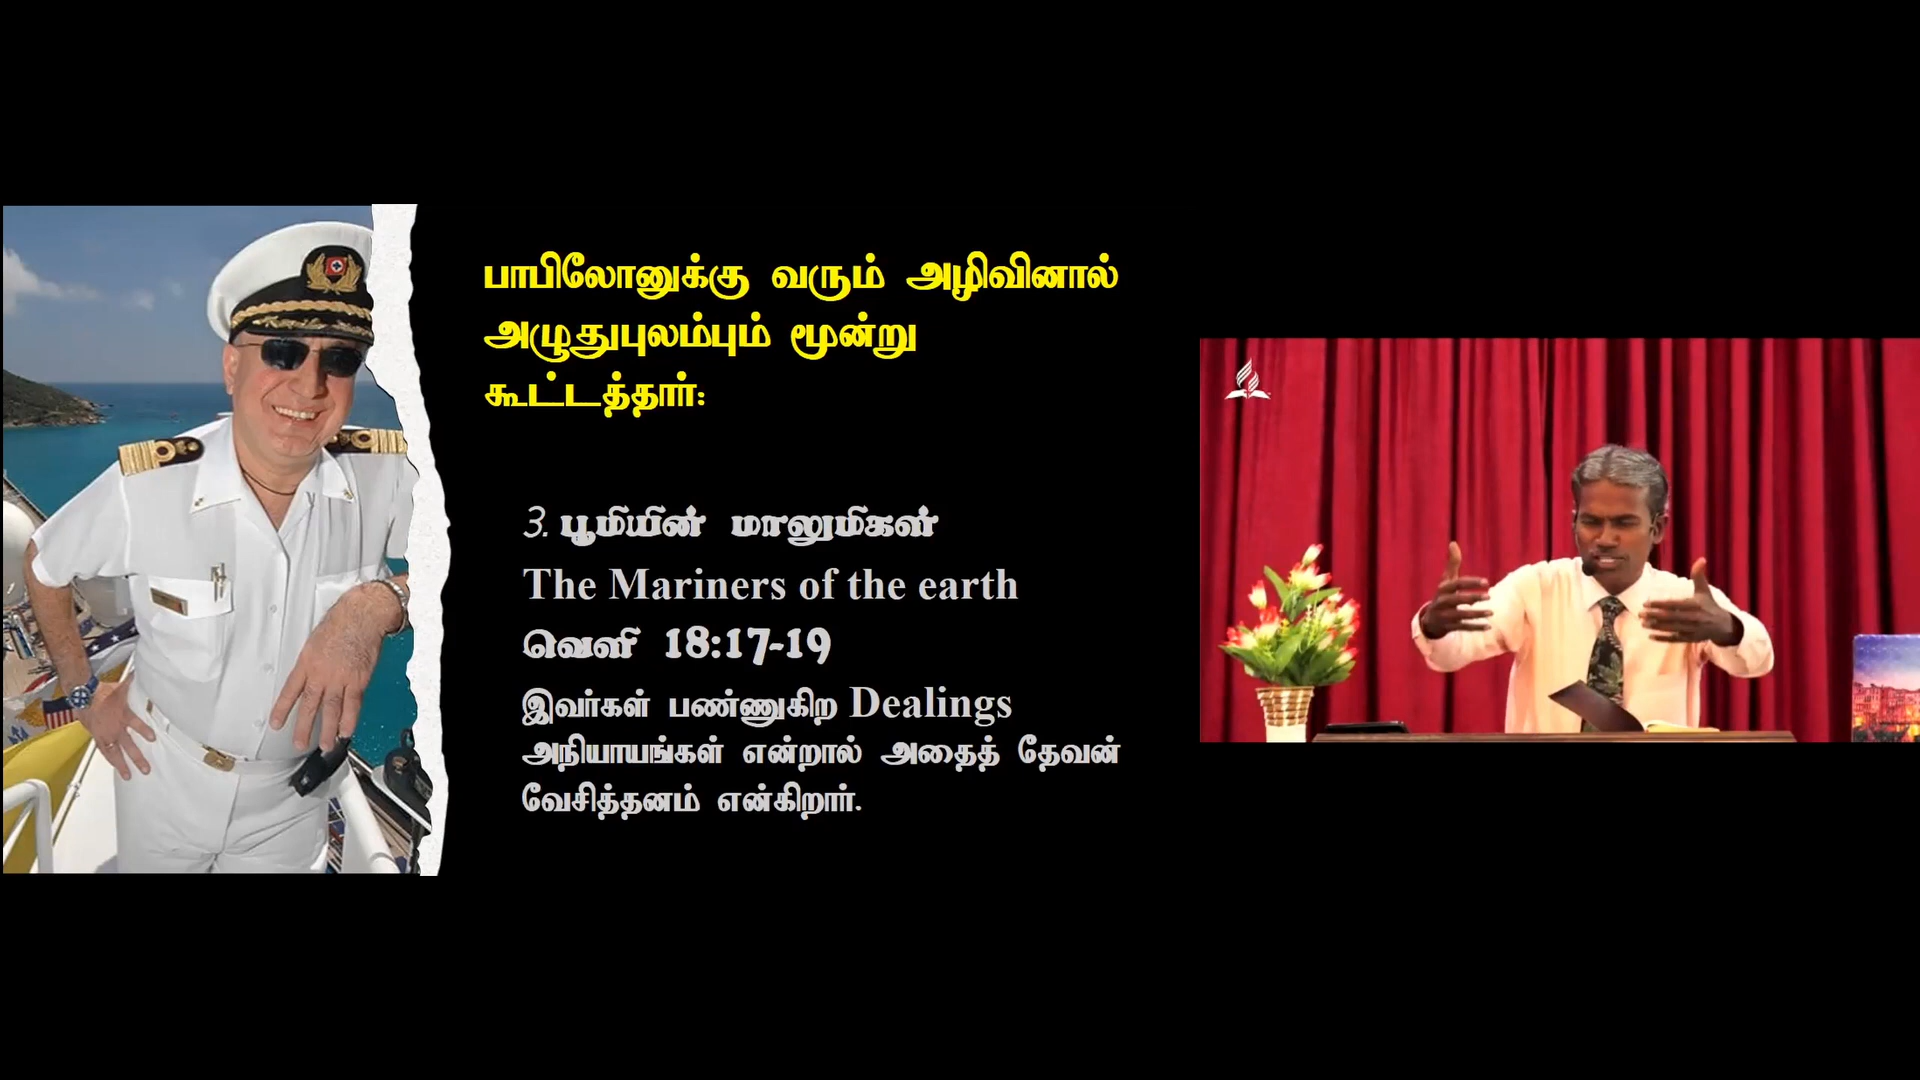 பாபிலோனுக்கு வரும் அழிவினால்
அழுதுபுலம்பும் மூன்று
கூட்டத்தார்:
3. பூமியின் மாலுமிகள்
The Mariners of the earth
வெளி 18:17-19
இவர்கள் பண்ணுகிற Dealings
அநியாயங்கள் என்றால் அதைத் தேவன்
வேசித்தனம் என்கிறார்.